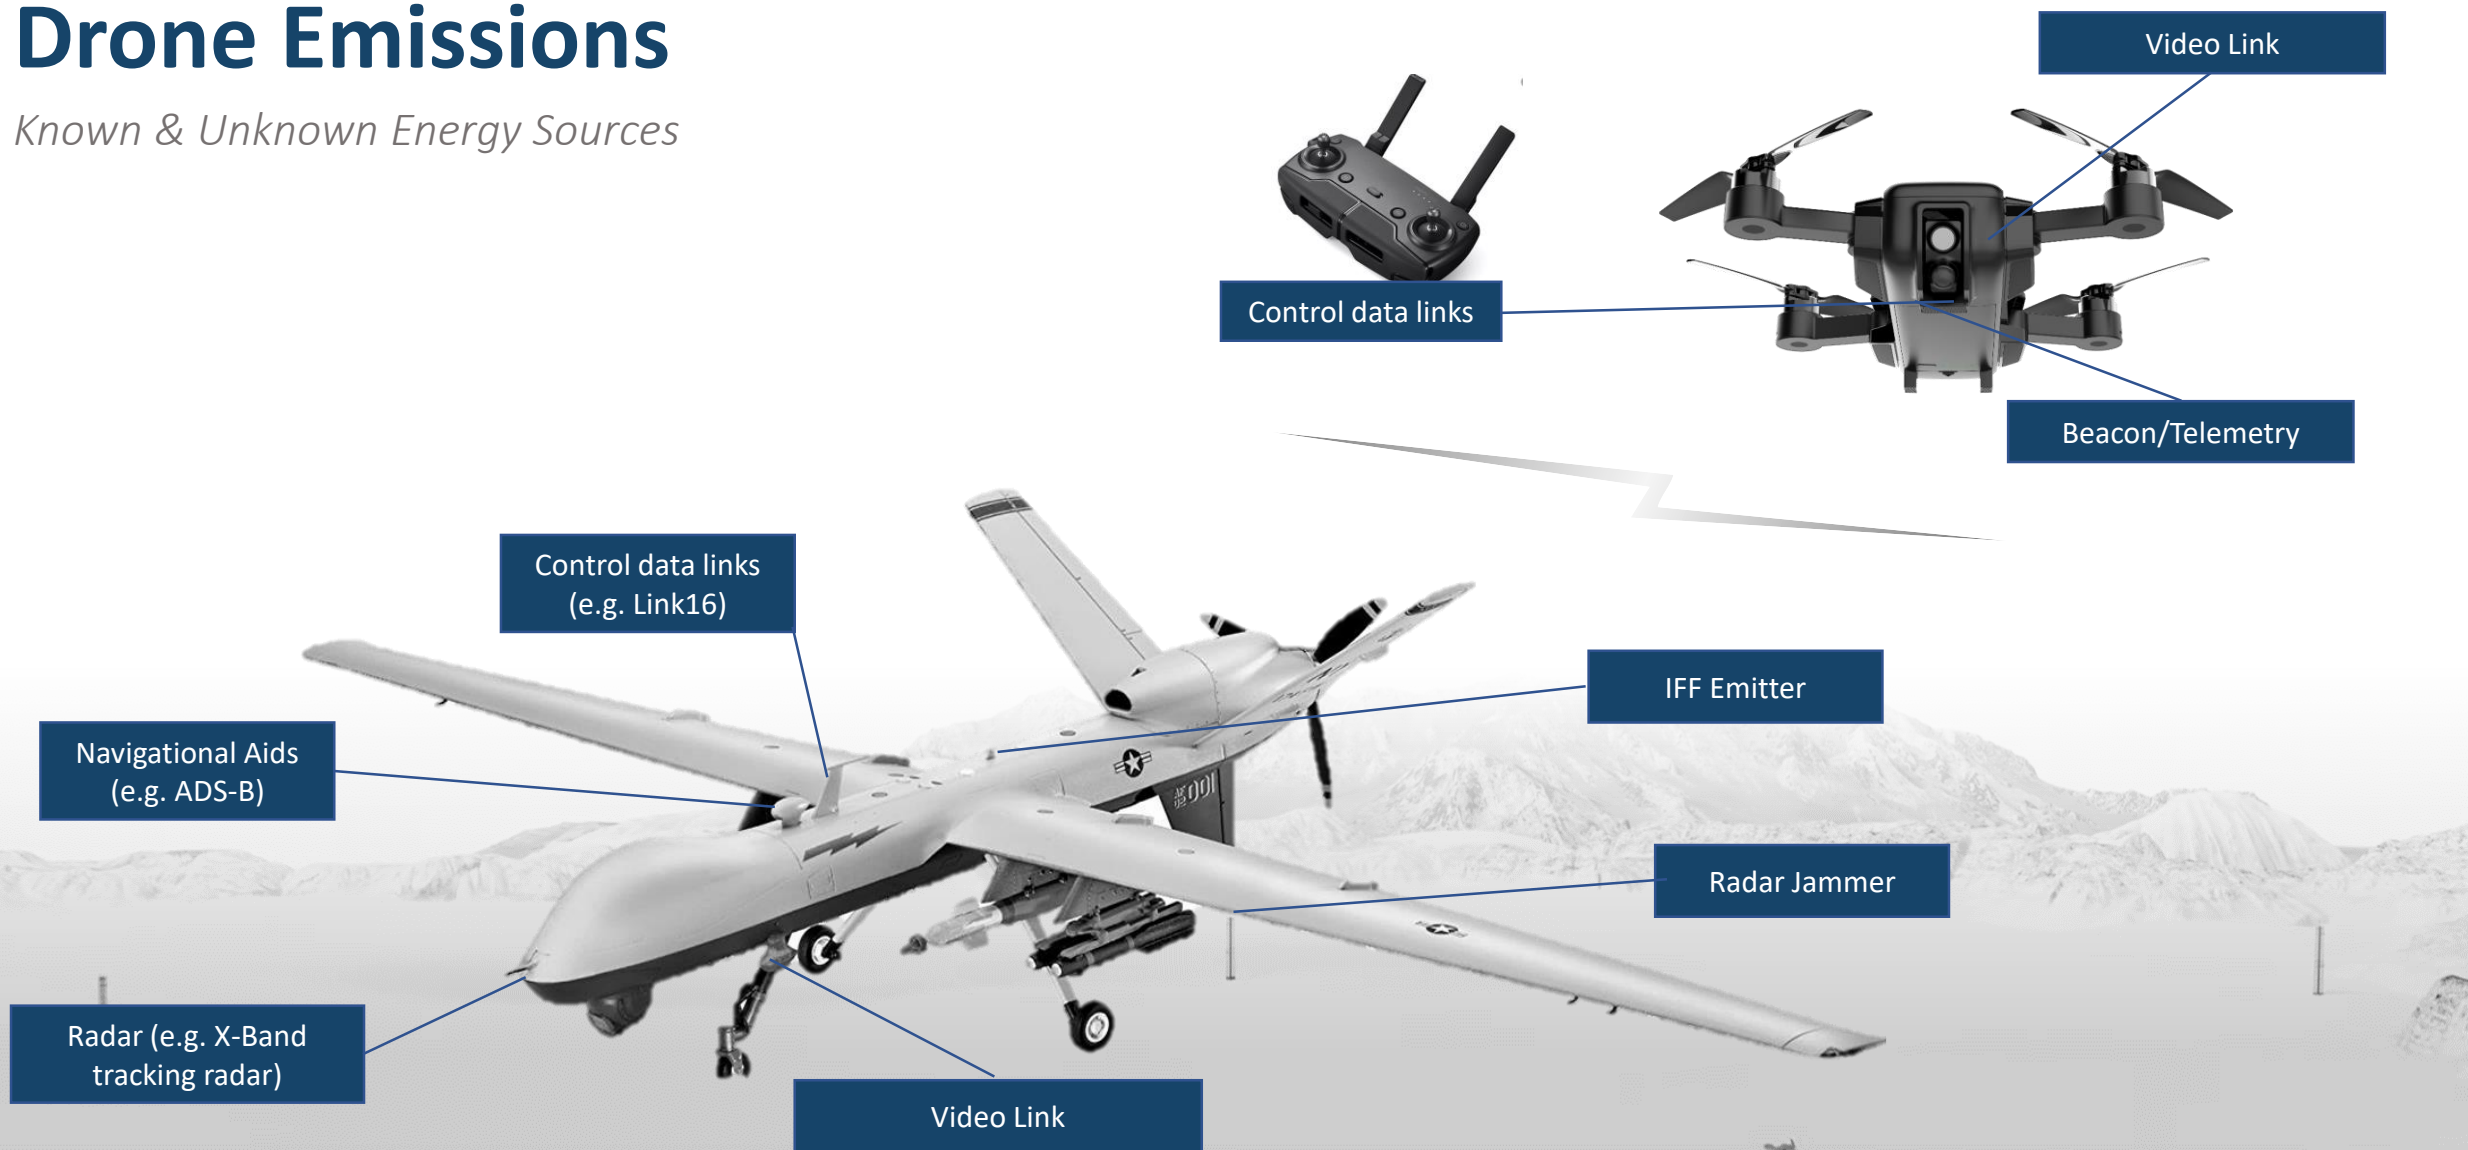 Drone Emissions
Known & Unknown Energy Sources
Video Link
Control data links
Beacon/Telemetry
Control data links
(e.g. Link16)
IFF Emitter
Navigational Aids
(e.g. ADS-B)
Radar Jammer
Radar (e.g. X-Band
tracking radar)
Video Link
001